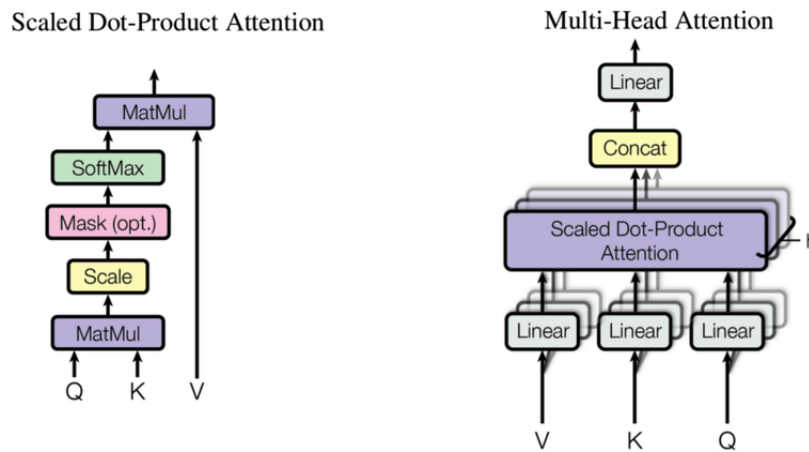 Scaled Dot-Product Attention
MatMul
SoftMax
Mask (opt.)
Scale
MatMul
Q K V
Multi-Head Attention
Linear
Concat
Scaled Dot-Product
Attention
Linear Linear Linear
V K Q